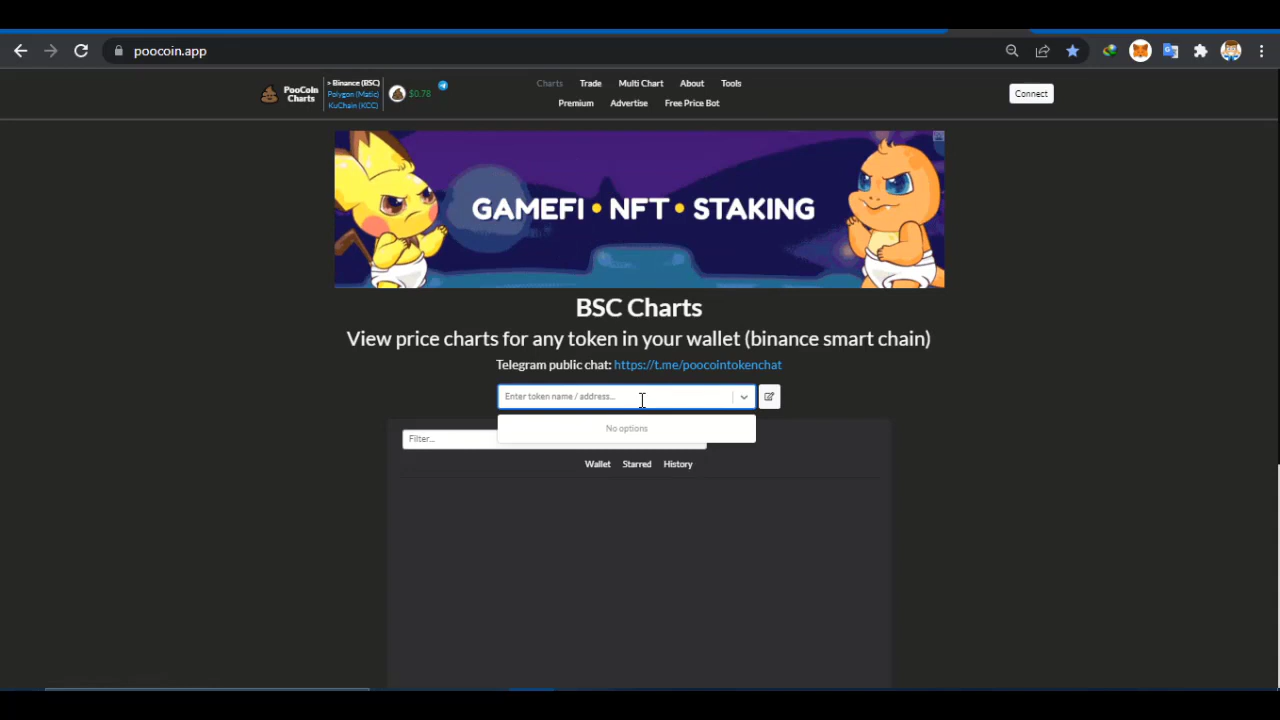 poocoin.app
PooCoin
Charts
> Binance (BSC)
Polygon (Matic)
KuChain (KCC)
$0.78
Charts Trade Multi Chart About Tools
Premium Advertise Free Price Bot
Connect
GAMEFI • NFT • STAKING
BSC Charts
View price charts for any token in your wallet (binance smart chain)
Telegram public chat: https://t.me/poocointokenchat
Enter token name / address...
No options
Filter...
Wallet Starred History